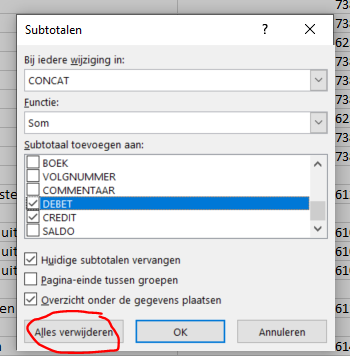 Subtotalen
Bij iedere wijziging in:
CONCAT
Functie:
Som
Subtotaal toevoegen aan:
BOEK
VOLGNUMMER
COMMENTAAR
DEBET
CREDIT
SALDO
Huidige subtotalen vervangen
Pagina-einde tussen groepen
Overzicht onder de gegevens plaatsen
Alles verwijderen OK Annuleren